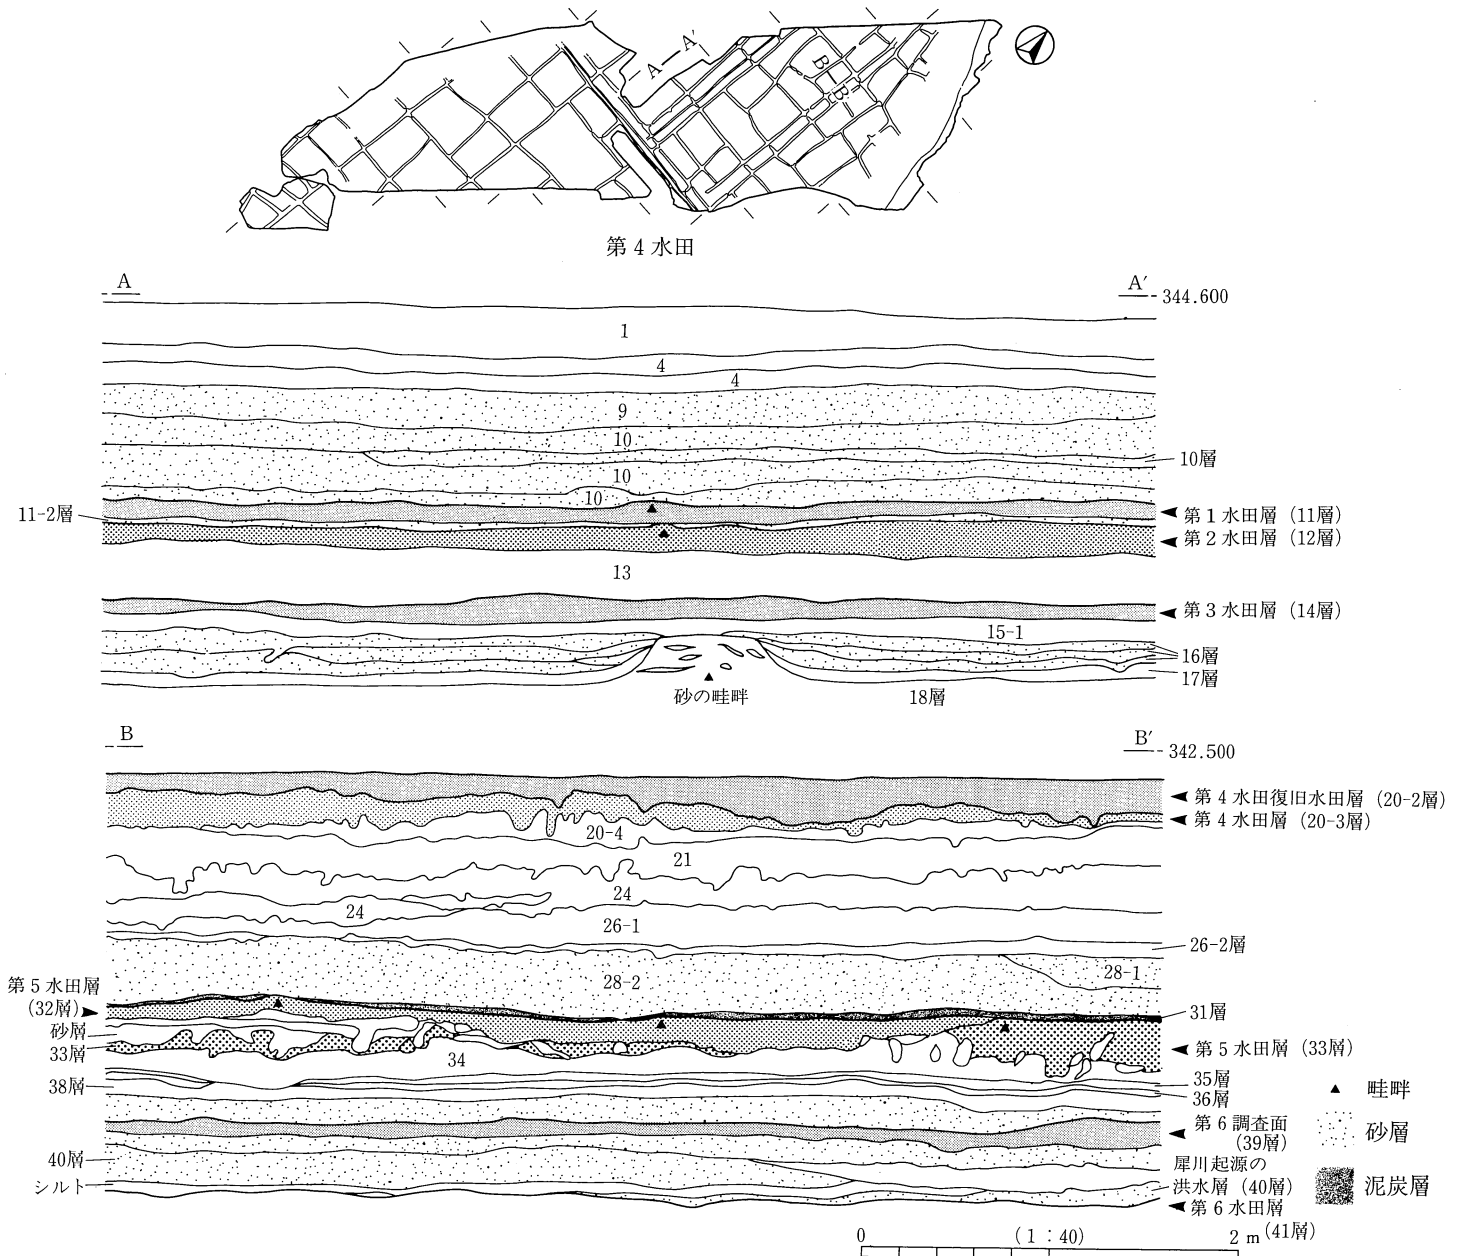 A A′
B B′
第4水田
A A′ 344.600
1
4
4
9
10
10層
10
10
11-2層
第1水田層 (11層)
第2水田層 (12層)
13
第3水田層 (14層)
15-1
16層
17層
砂の畦畔 18層
B B′ 342.500
第4水田復旧水田層 (20-2層)
第4水田層 (20-3層)
20-4
21
24
24
26-1
26-2層
28-1
28-2
第5水田層
(32層)
31層
砂層
33層
第5水田層 (33層)
34
35層
38層
36層
畦畔
第6調査面
(39層)
砂層
40層
犀川起源の
洪水層 (40層)
シルト
泥炭層
第6水田層
(41層)
0 (1:40) 2m